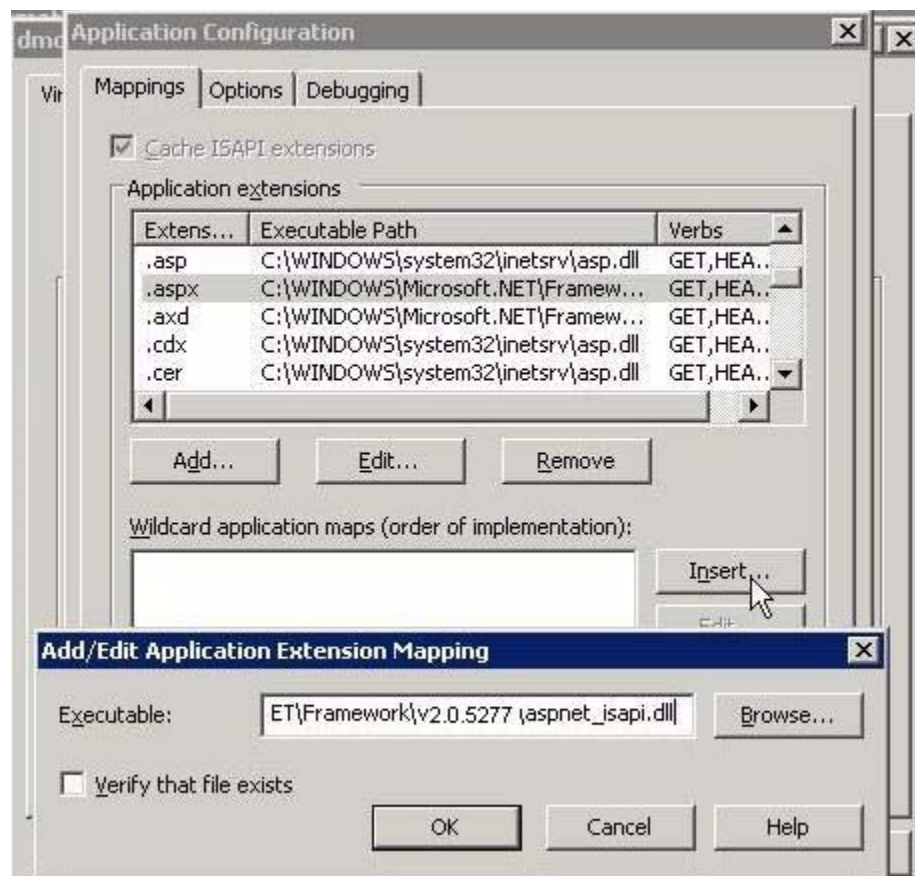 dmo
Application Configuration
Vir
Mappings
Options
Debugging
Cache ISAPI extensions
Application extensions
Extens... Executable Path Verbs
.asp C:\WINDOWS\system32\inetsrv\asp.dll GET,HEA..
.aspx C:\WINDOWS\Microsoft.NET\Framew... GET,HEA..
.axd C:\WINDOWS\Microsoft.NET\Framew... GET,HEA..
.cdx C:\WINDOWS\system32\inetsrv\asp.dll GET,HEA..
.cer C:\WINDOWS\system32\inetsrv\asp.dll GET,HEA..
Add... Edit... Remove
Wildcard application maps (order of implementation):
Insert...
Edit...
Add/Edit Application Extension Mapping
Executable: ET\Framework\v2.0.5277 \aspnet_isapi.dll Browse...
Verify that file exists
OK Cancel Help